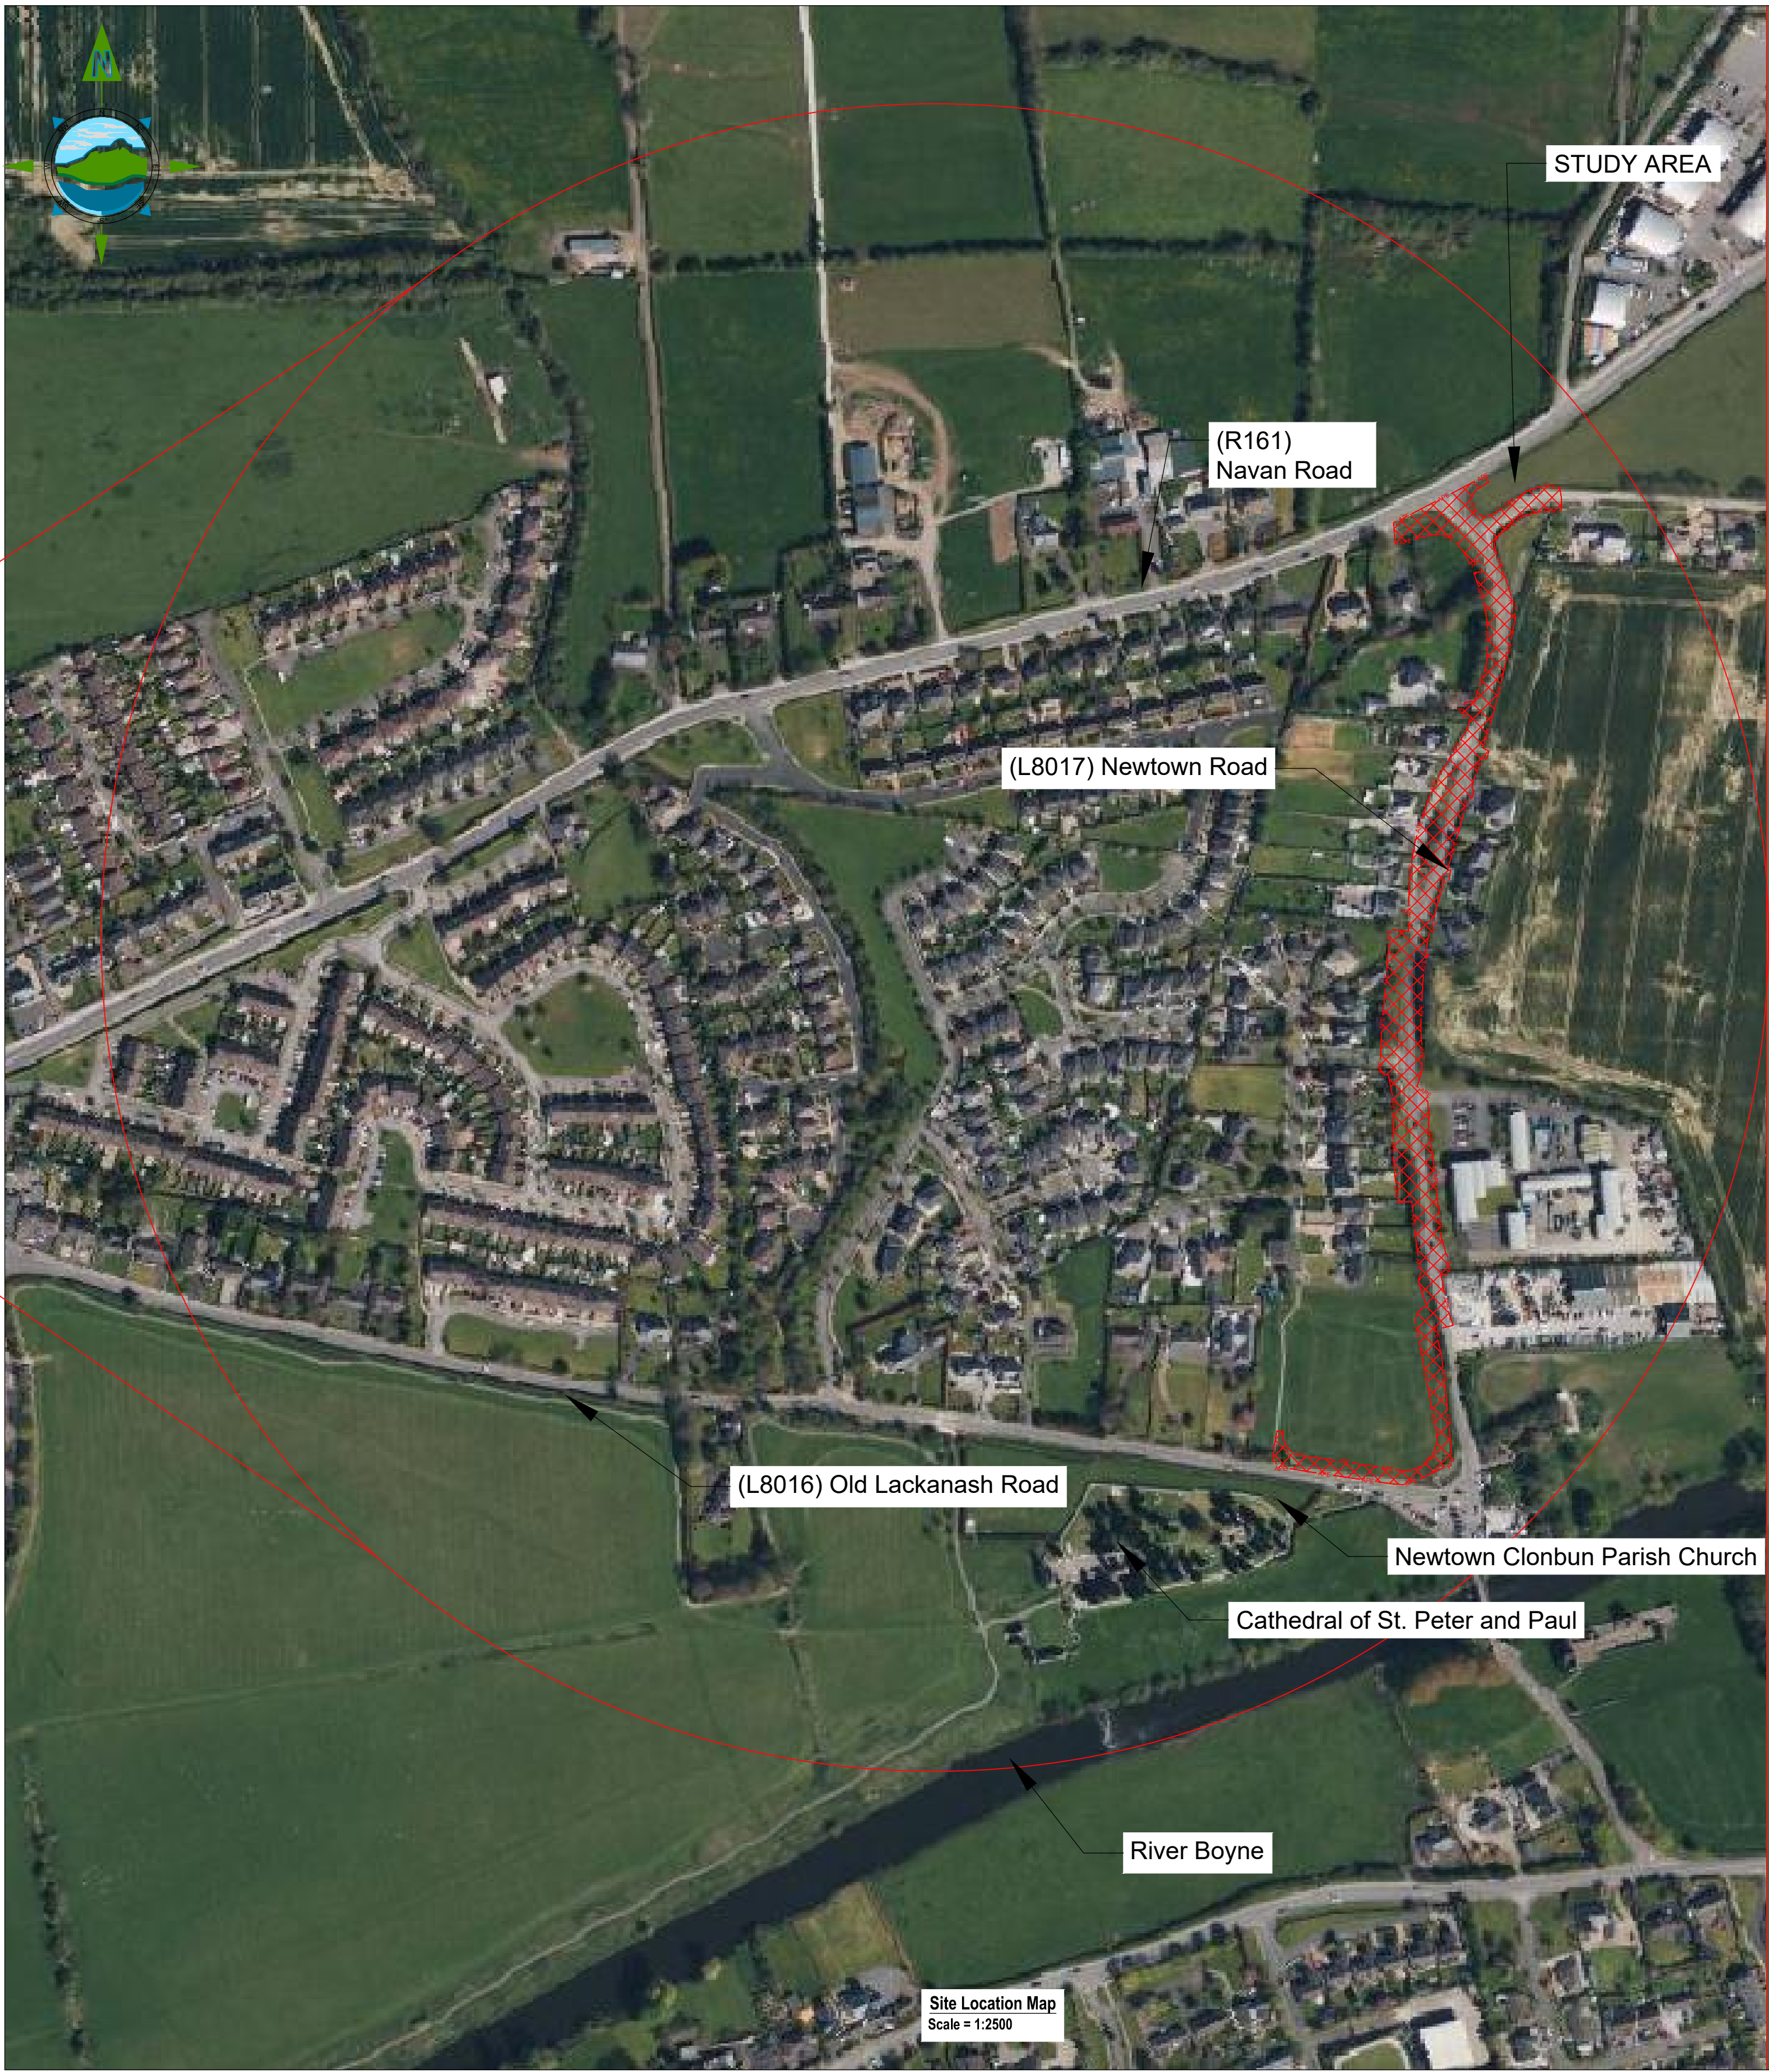 N
STUDY AREA
(R161)
Navan Road
(L8017) Newtown Road
(L8016) Old Lackanash Road
Newtown Clonbun Parish Church
Cathedral of St. Peter and Paul
River Boyne
Site Location Map
Scale = 1:2500